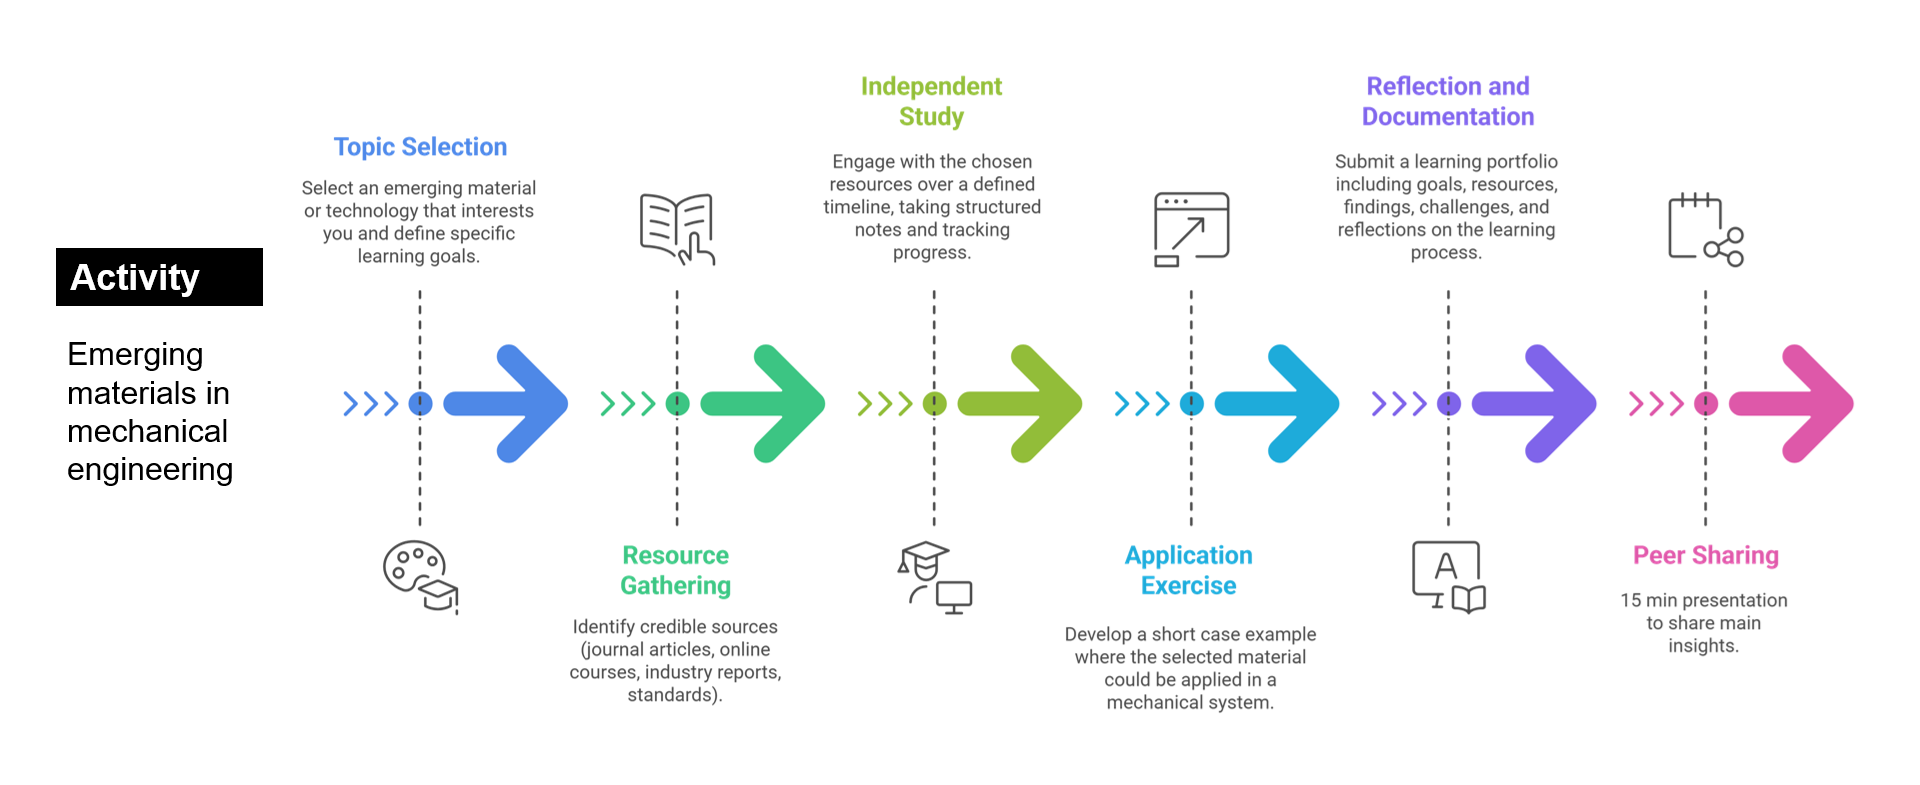 Activity
Emerging
materials in
mechanical
engineering
Topic Selection
Select an emerging material
or technology that interests
you and define specific
learning goals.
Resource
Gathering
Identify credible sources
(journal articles, online
courses, industry reports,
standards).
Independent
Study
Engage with the chosen
resources over a defined
timeline, taking structured
notes and tracking
progress.
Application
Exercise
Develop a short case example
where the selected material
could be applied in a
mechanical system.
Reflection and
Documentation
Submit a learning portfolio
including goals, resources,
findings, challenges, and
reflections on the learning
process.
A
Peer Sharing
15 min presentation
to share main
insights.